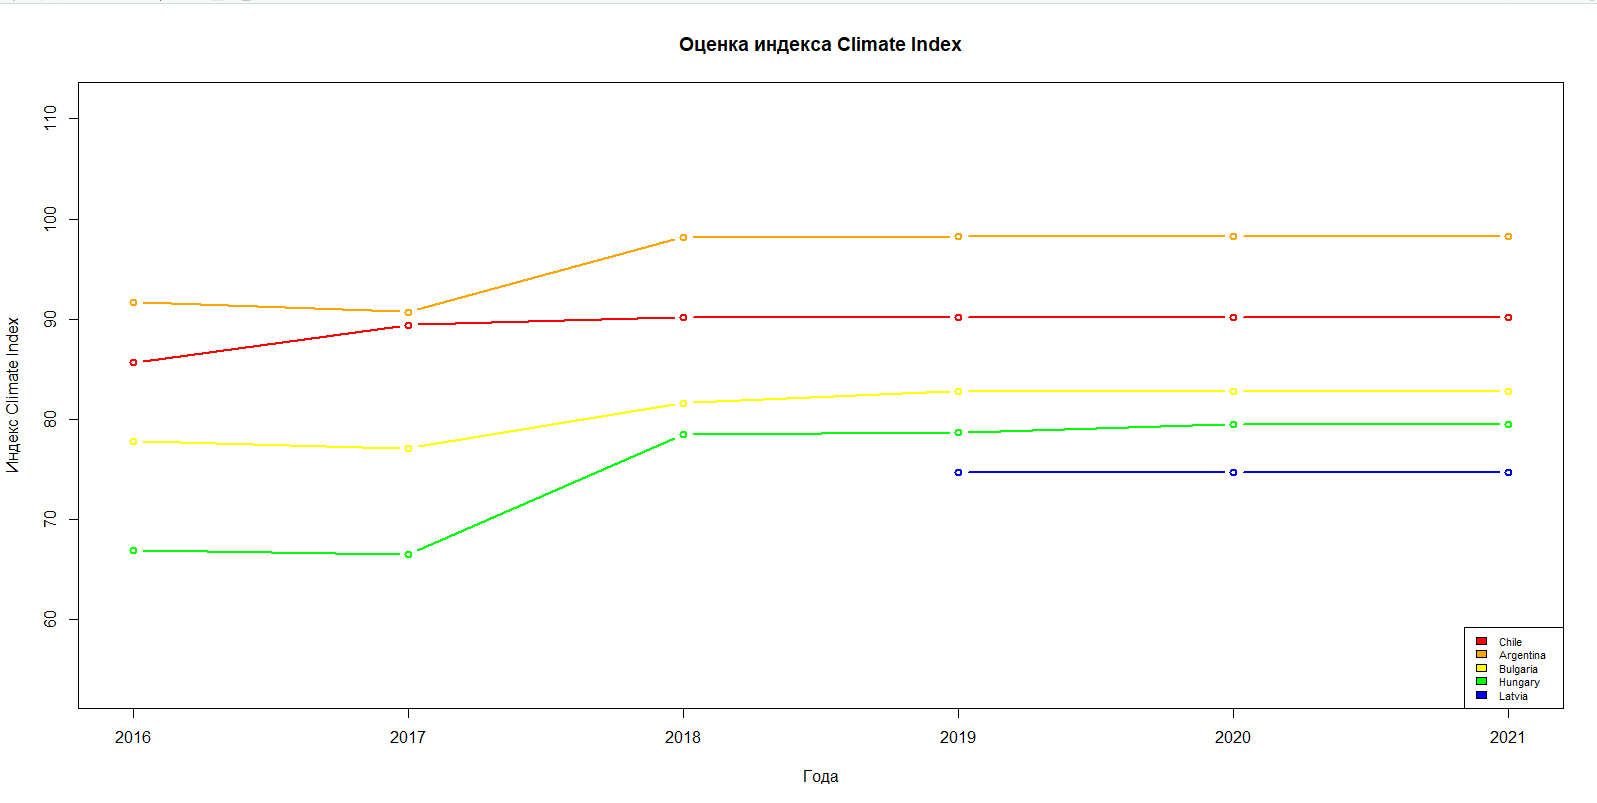 Оценка индекса Climate Index
Индекс Climate Index
110
100
90
80
70
60
Chile
Argentina
Bulgaria
Hungary
Latvia
2016 2017 2018 2019 2020 2021
Года